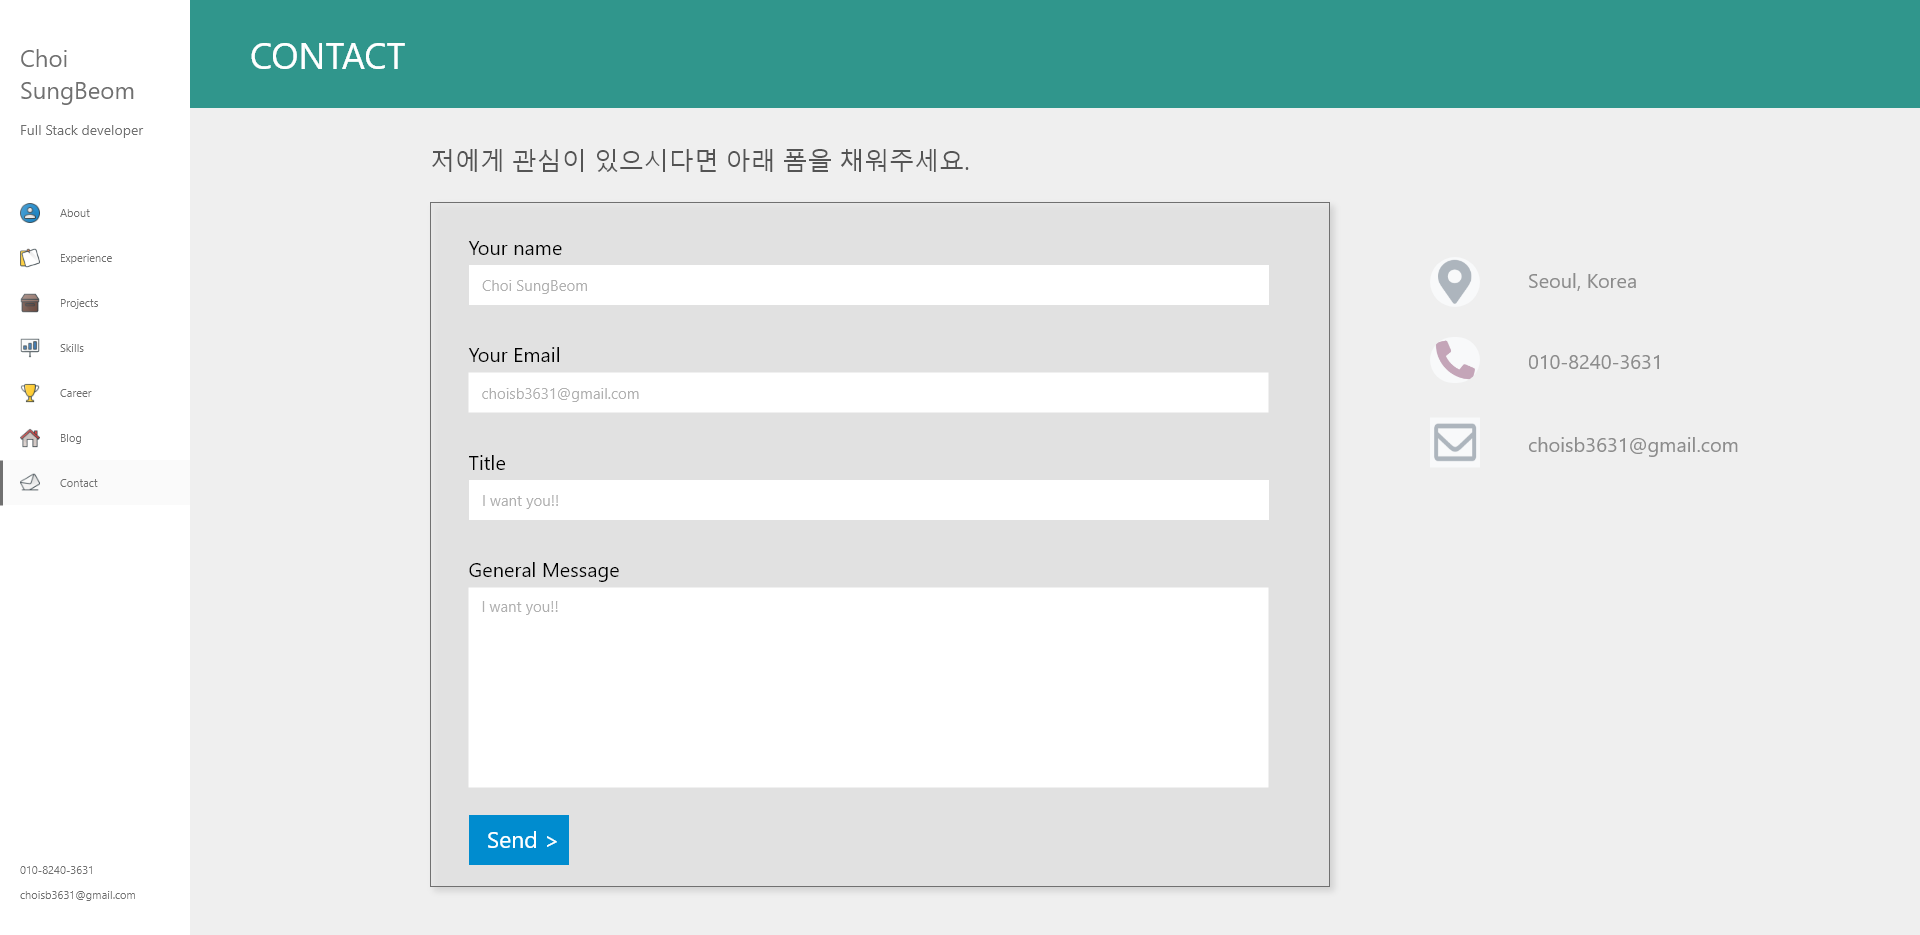 Choi
SungBeom
Full Stack developer
About
Experience
Projects
Skills
Career
Blog
Contact
010-8240-3631
choisb3631@gmail.com
CONTACT
저에게 관심이 있으시다면 아래 폼을 채워주세요.
Your name
Choi SungBeom
Your Email
choisb3631@gmail.com
Title
I want you!!
General Message
I want you!!
Send >
Seoul, Korea
010-8240-3631
choisb3631@gmail.com